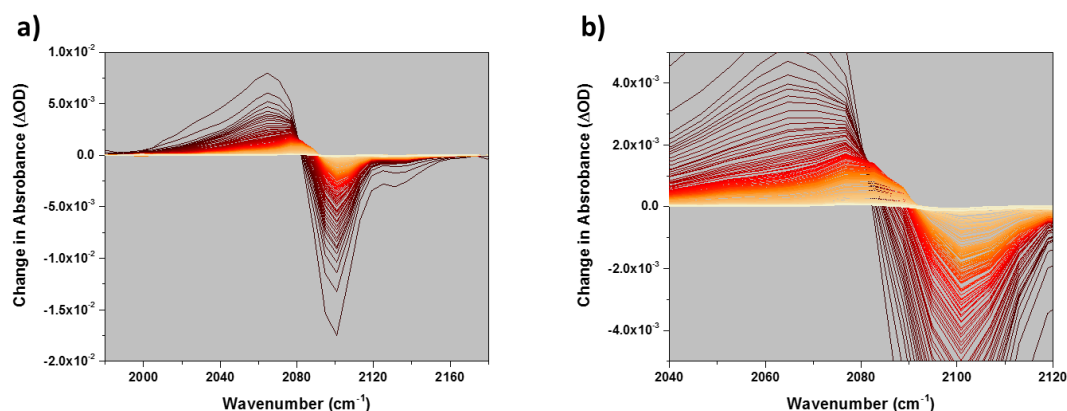 a)
1.0x10⁻²
5.0x10⁻³
0.0
-5.0x10⁻³
-1.0x10⁻²
-1.5x10⁻²
-2.0x10⁻²
Change in Absrobance (ΔOD)
2000 2040 2080 2120 2160
Wavenumber (cm⁻¹)
b)
4.0x10⁻³
2.0x10⁻³
0.0
-2.0x10⁻³
-4.0x10⁻³
Change in Absrobance (ΔOD)
2040 2060 2080 2100 2120
Wavenumber (cm⁻¹)